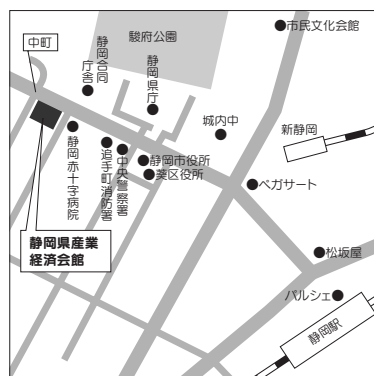 中町
静岡合同
庁舎
駿府公園
静岡県庁
市民文化会館
城内中
新静岡
静岡赤十字病院
追手町消防署
中央警察署
静岡市役所
葵区役所
ペガサート
静岡県産業
経済会館
松坂屋
パルシェ
静岡駅